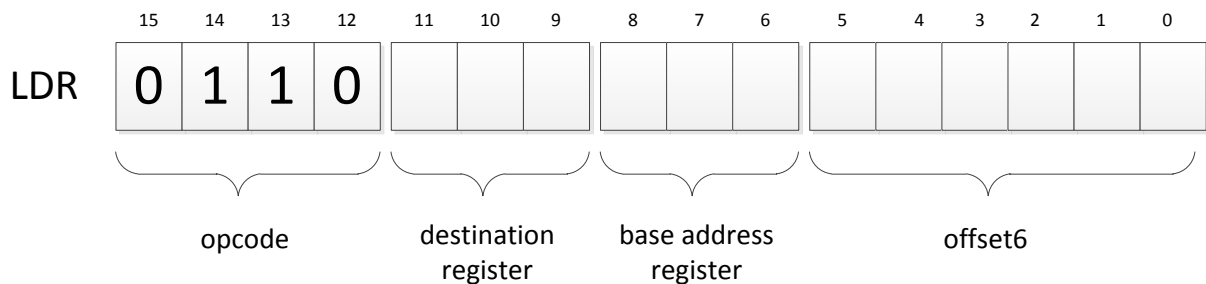 15 14 13 12 11 10 9 8 7 6 5 4 3 2 1 0
LDR 0 1 1 0
opcode destination register base address register offset6